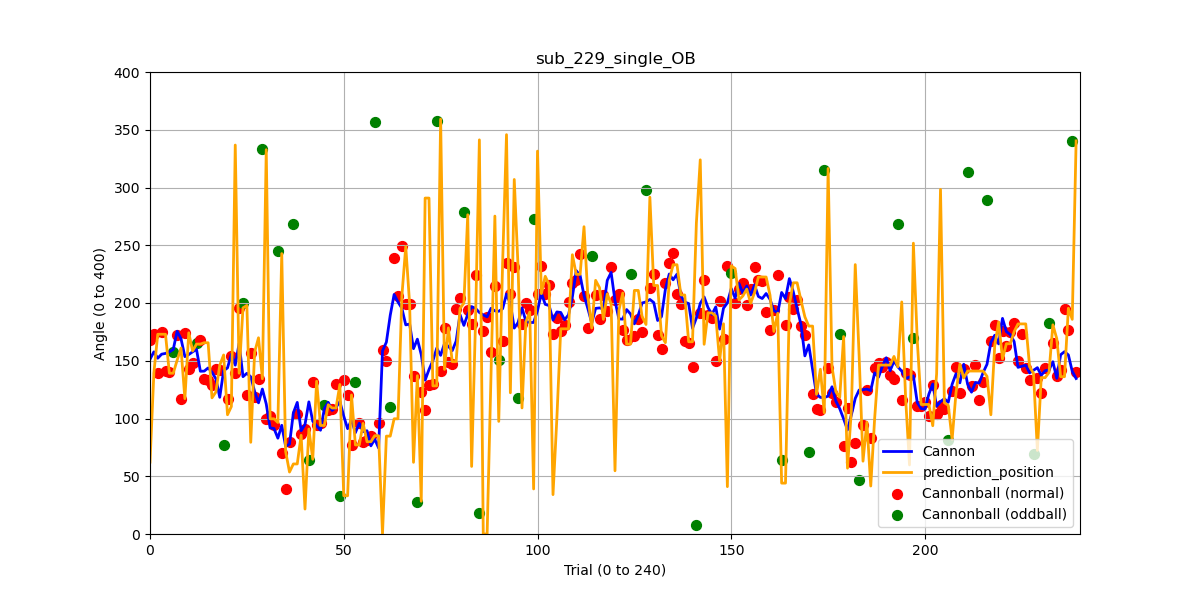 sub_229_single_OB
Angle (0 to 400)
400
350
300
250
200
150
100
50
0
0 50 100 150 200
Trial (0 to 240)
Cannon
prediction_position
Cannonball (normal)
Cannonball (oddball)